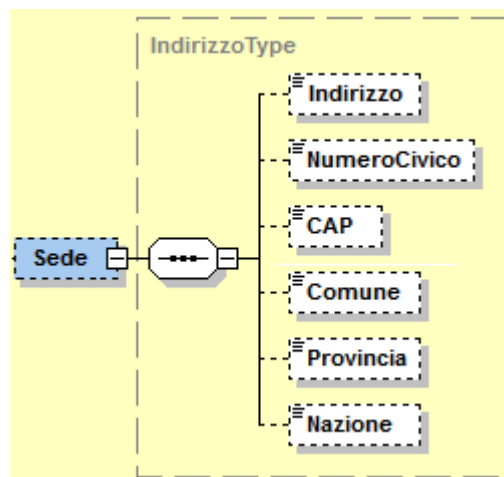 IndirizzoType
Indirizzo
NumeroCivico
CAP
Sede
Comune
Provincia
Nazione